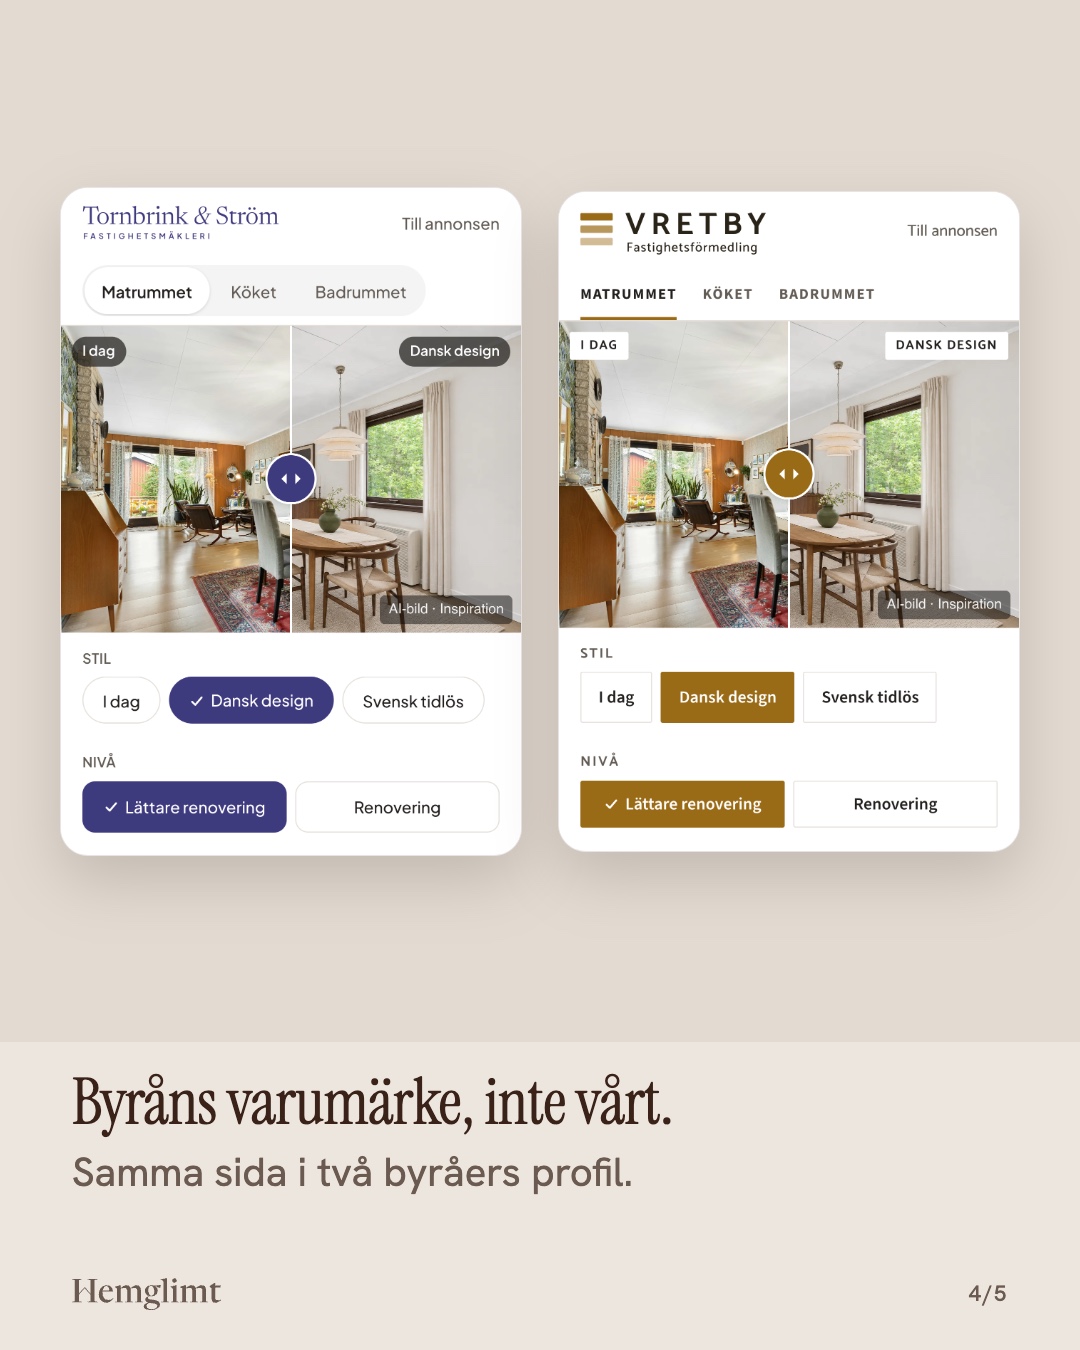 Tornbrink & Ström
FASTIGHETSMÄKLERI
Till annonsen
Matrummet
Köket
Badrummet
I dag
Dansk design
AI-bild · Inspiration
STIL
I dag
Dansk design
Svensk tidlös
NIVÅ
Lättare renovering
Renovering
VRETBY
Fastighetsförmedling
Till annonsen
MATRUMMET
KÖKET
BADRUMMET
I DAG
DANSK DESIGN
AI-bild · Inspiration
STIL
I dag
Dansk design
Svensk tidlös
NIVÅ
Lättare renovering
Renovering
Byråns varumärke, inte vårt.
Samma sida i två byråers profil.
Hemglimt
4/5